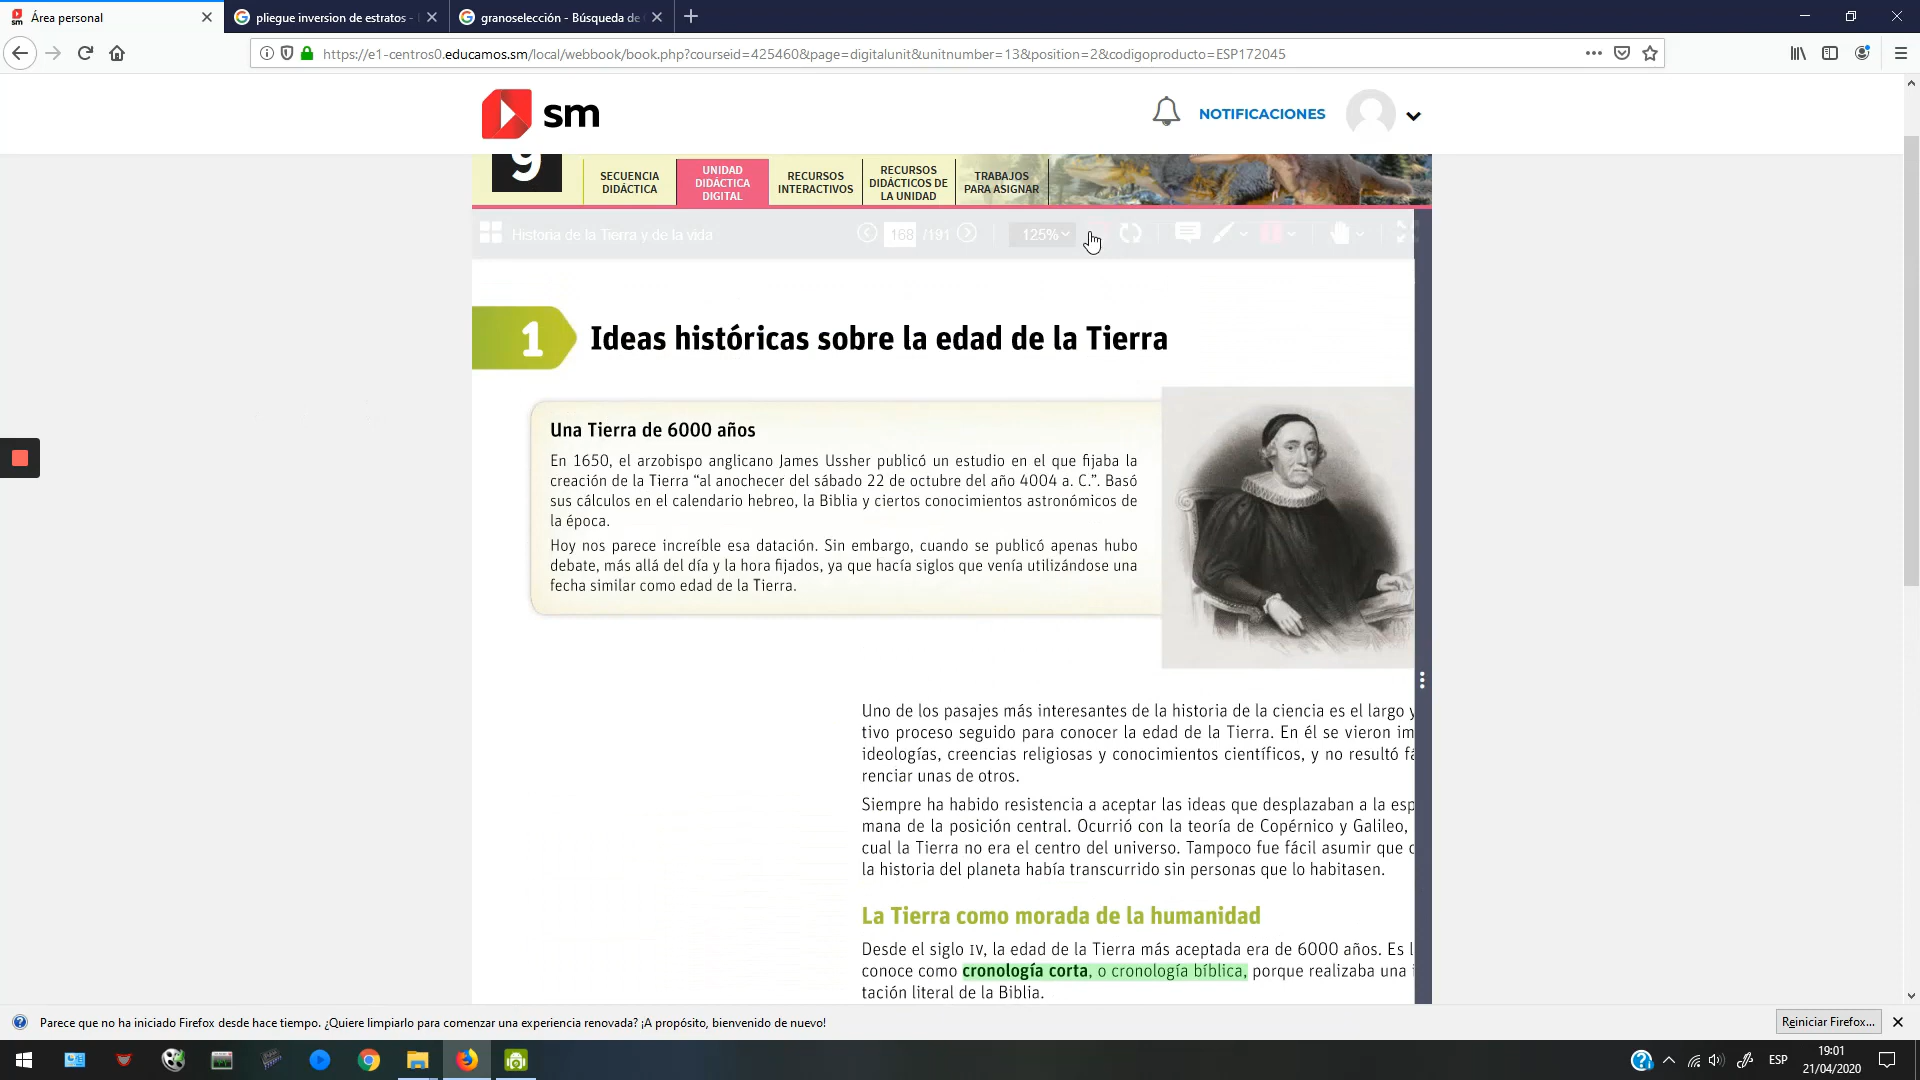 Área personal
pliegue inversion de estratos -
granoselección - Búsqueda de
https://e1-centros0.educamos.sm/local/webbook/book.php?courseid=425460&page=digitalunit&unitnumber=13&position=2&codigoproducto=ESP172045
sm
NOTIFICACIONES
9
SECUENCIA
DIDÁCTICA
UNIDAD
DIDÁCTICA
DIGITAL
RECURSOS
INTERACTIVOS
RECURSOS
DIDÁCTICOS DE
LA UNIDAD
TRABAJOS
PARA ASIGNAR
Historia de la Tierra y de la vida
168 /191
125%
1 Ideas históricas sobre la edad de la Tierra
Una Tierra de 6000 años
En 1650, el arzobispo anglicano James Ussher publicó un estudio en el que fijaba la
creación de la Tierra “al anochecer del sábado 22 de octubre del año 4004 a. C.”. Basó
sus cálculos en el calendario hebreo, la Biblia y ciertos conocimientos astronómicos de
la época.
Hoy nos parece increíble esa datación. Sin embargo, cuando se publicó apenas hubo
debate, más allá del día y la hora fijados, ya que hacía siglos que venía utilizándose una
fecha similar como edad de la Tierra.
Uno de los pasajes más interesantes de la historia de la ciencia es el largo y
tivo proceso seguido para conocer la edad de la Tierra. En él se vieron im
ideologías, creencias religiosas y conocimientos científicos, y no resultó fá
renciar unas de otros.
Siempre ha habido resistencia a aceptar las ideas que desplazaban a la esp
mana de la posición central. Ocurrió con la teoría de Copérnico y Galileo,
cual la Tierra no era el centro del universo. Tampoco fue fácil asumir que
la historia del planeta había transcurrido sin personas que lo habitasen.
La Tierra como morada de la humanidad
Desde el siglo IV, la edad de la Tierra más aceptada era de 6000 años. Es l
conoce como cronología corta, o cronología bíblica, porque realizaba una
tación literal de la Biblia.
Parece que no ha iniciado Firefox desde hace tiempo. ¿Quiere limpiarlo para comenzar una experiencia renovada? ¡A propósito, bienvenido de nuevo!
Reiniciar Firefox...
ESP
19:01
21/04/2020